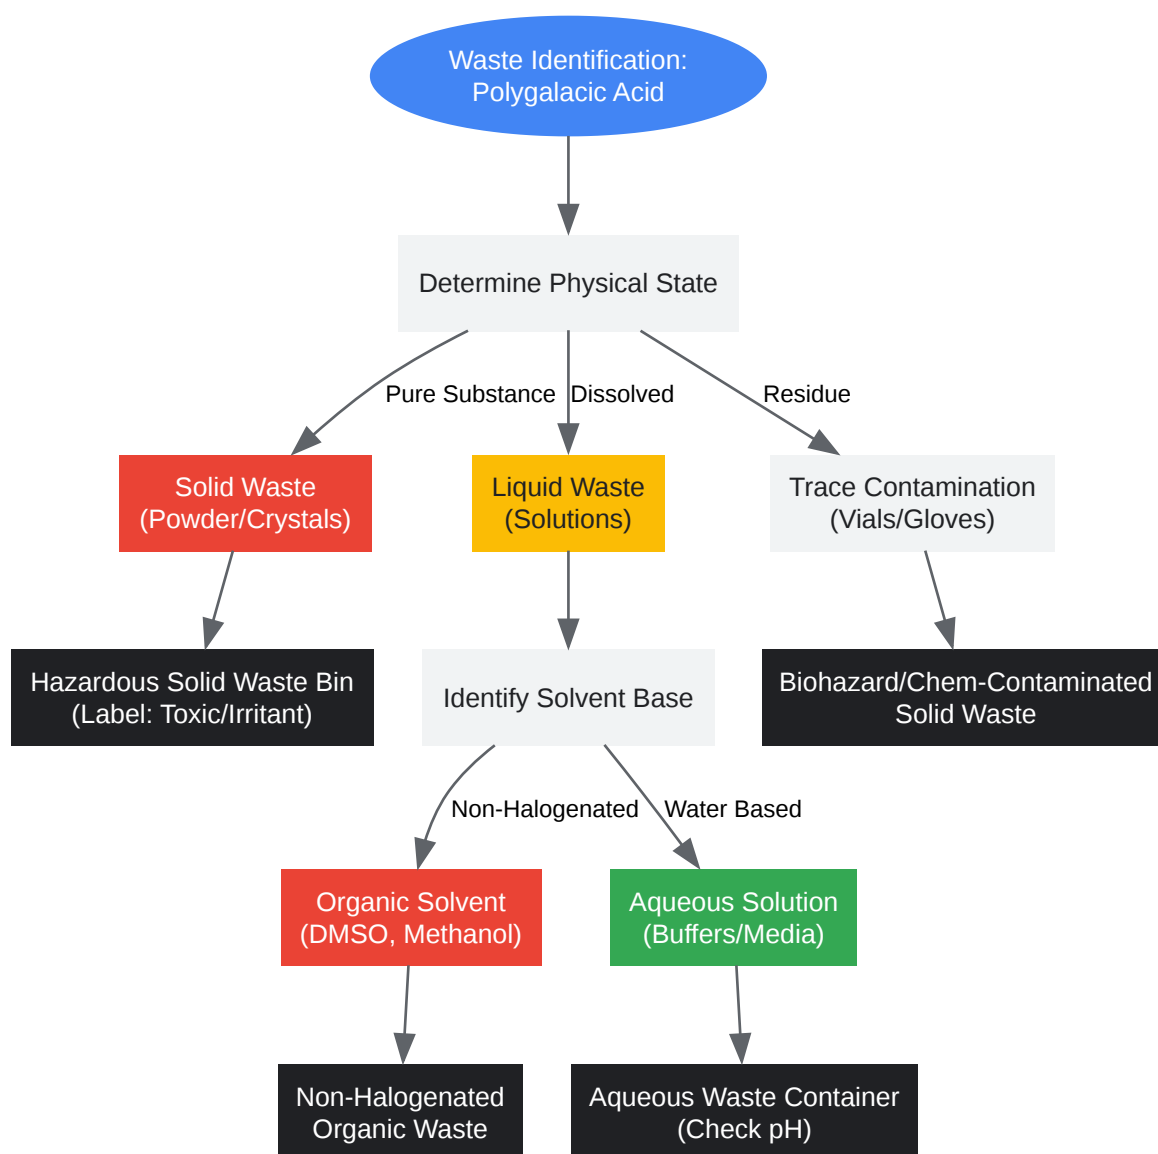 Waste Identification:
Polygalacic Acid
Determine Physical State
Pure Substance
Dissolved
Residue
Solid Waste
(Powder/Crystals)
Liquid Waste
(Solutions)
Trace Contamination
(Vials/Gloves)
Hazardous Solid Waste Bin
(Label: Toxic/Irritant)
Identify Solvent Base
Biohazard/Chem-Contaminated
Solid Waste
Non-Halogenated
Water Based
Organic Solvent
(DMSO, Methanol)
Aqueous Solution
(Buffers/Media)
Non-Halogenated
Organic Waste
Aqueous Waste Container
(Check pH)